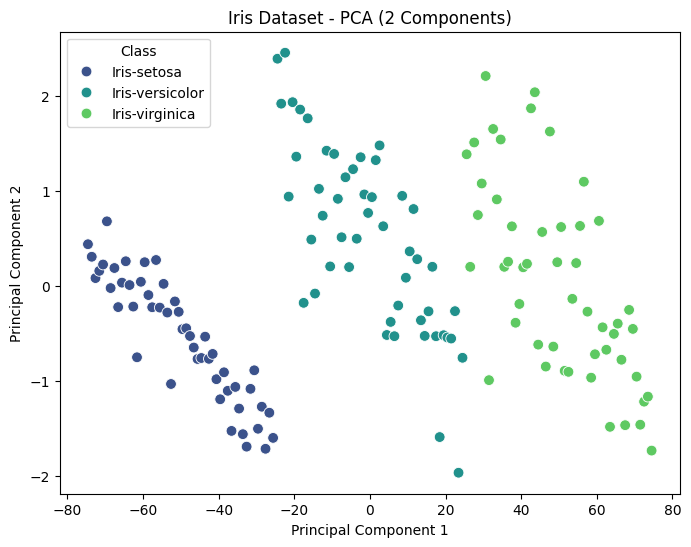 Iris Dataset - PCA (2 Components)
Class
Iris-setosa
Iris-versicolor
Iris-virginica
Principal Component 2
2
1
0
−1
−2
−80 −60 −40 −20 0 20 40 60 80
Principal Component 1